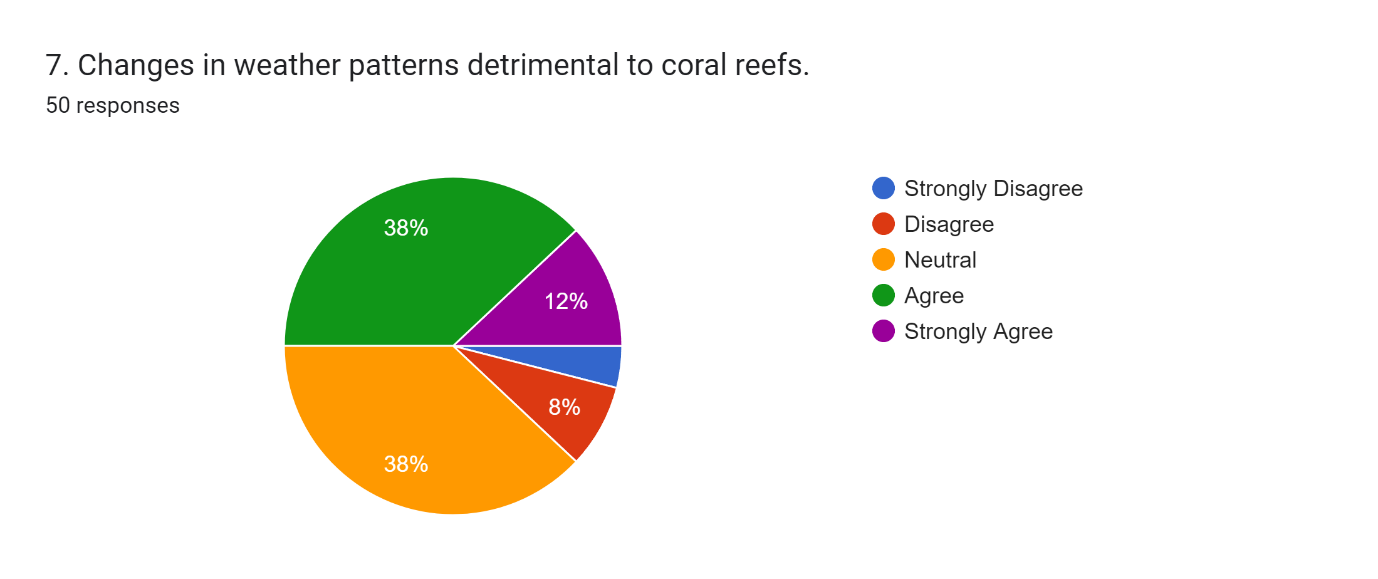 7. Changes in weather patterns detrimental to coral reefs.
50 responses
38%
12%
8%
38%
Strongly Disagree
Disagree
Neutral
Agree
Strongly Agree